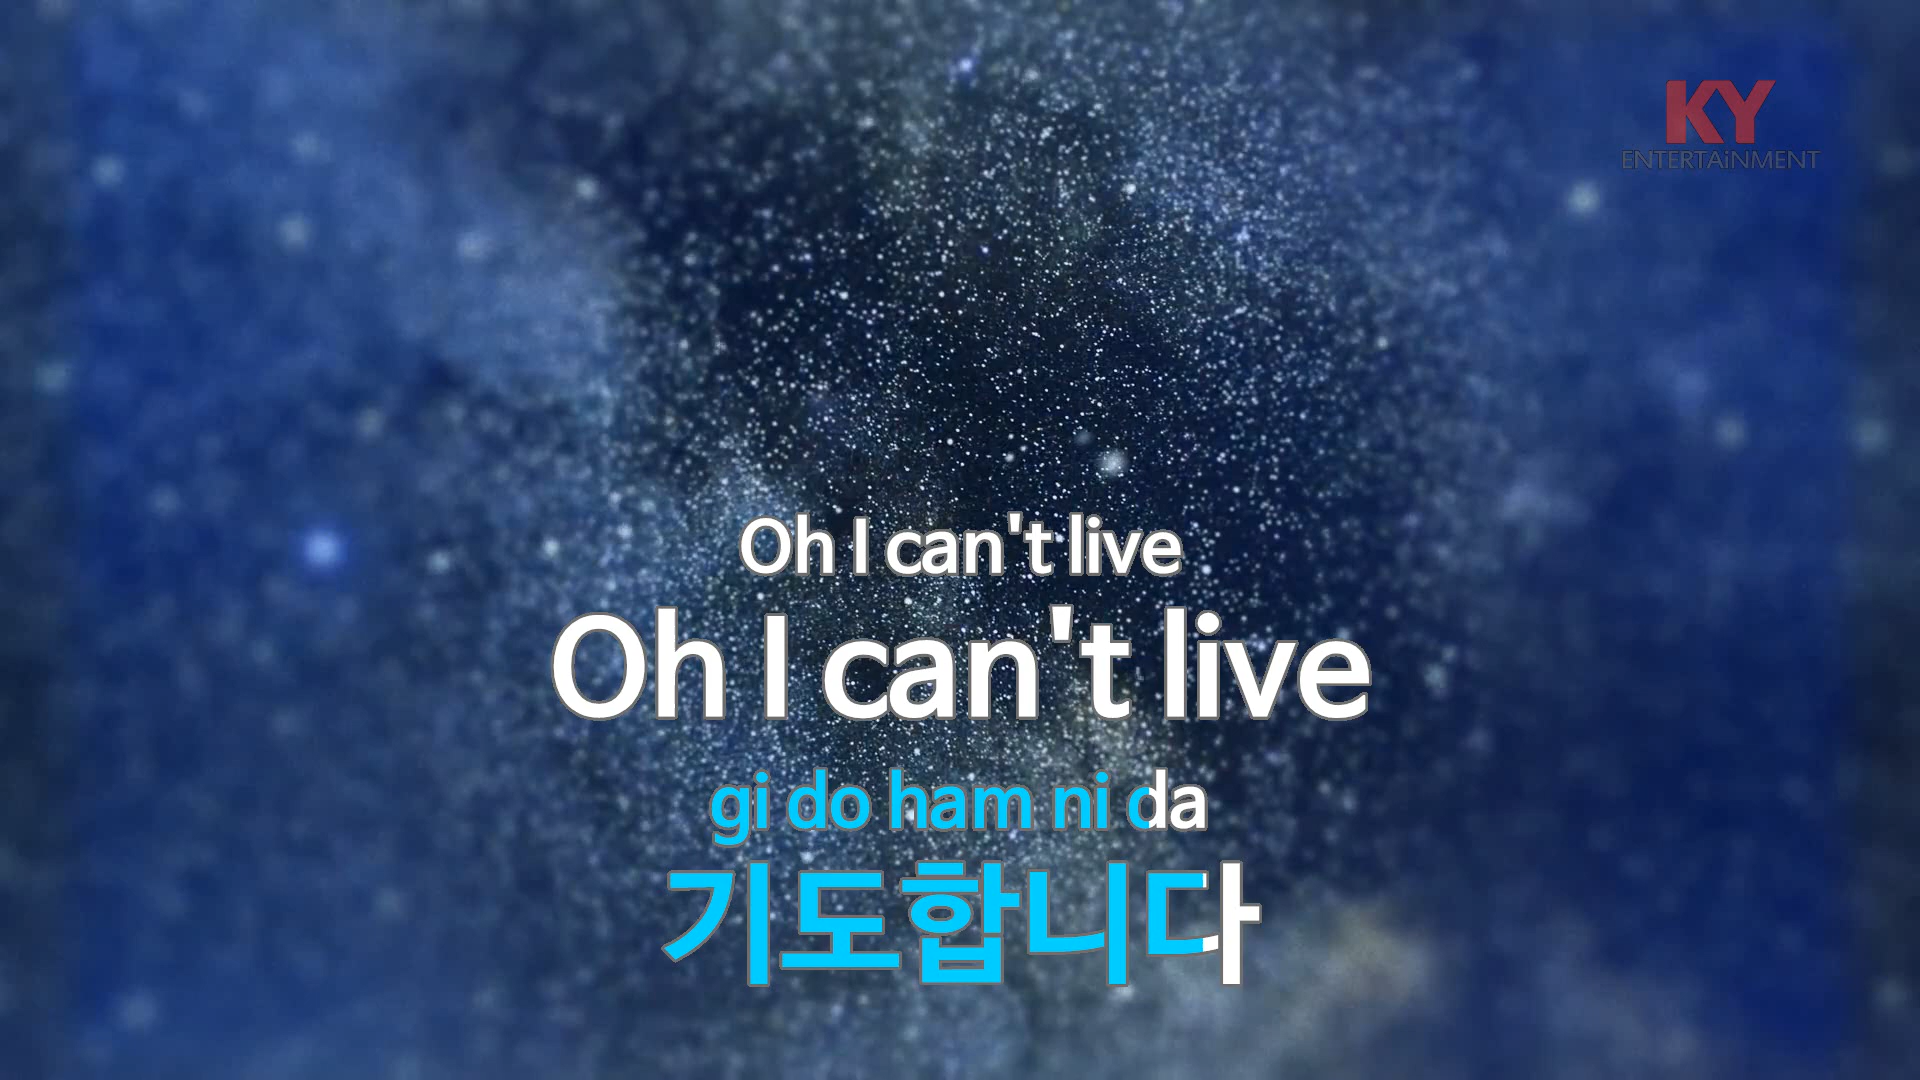 KY
ENTERTAiNMENT
Oh I can't live
Oh I can't live
gi do ham ni da
기도합니다